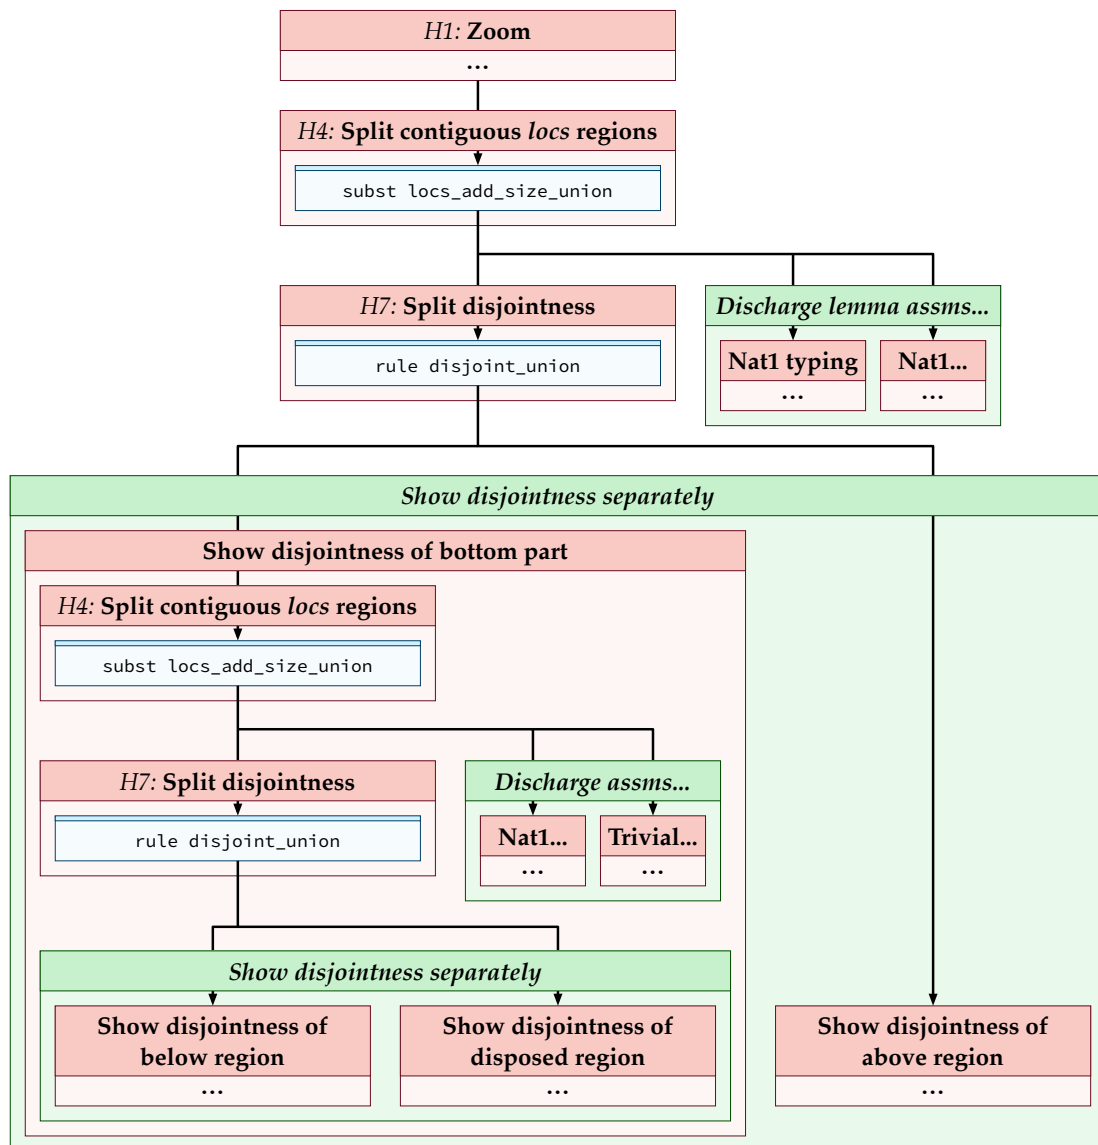 H1: Zoom
...
H4: Split contiguous locs regions
subst locs_add_size_union
H7: Split disjointness
rule disjoint_union
Discharge lemma assms...
Nat1 typing
...
Nat1...
...
Show disjointness separately
Show disjointness of bottom part
H4: Split contiguous locs regions
subst locs_add_size_union
H7: Split disjointness
rule disjoint_union
Discharge assms...
Nat1...
...
Trivial...
...
Show disjointness separately
Show disjointness of
below region
...
Show disjointness of
disposed region
...
Show disjointness of
above region
...